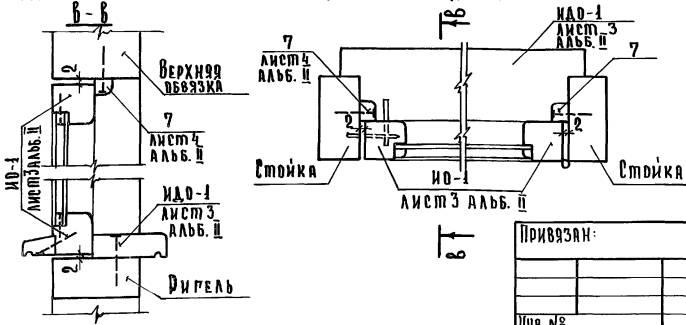 В-В
2
ВЕРХНЯЯ
ОБВЯЗКА
7
ЛИСТ 4
АЛЬБ. II
ИО-1
ЛИСТ 3 АЛЬБ. II
ИДО-1
ЛИСТ 3
АЛЬБ. II
2
РИГЕЛЬ
В
ИДО-1
ЛИСТ 3
АЛЬБ. II
7
ЛИСТ 4
АЛЬБ. II
7
2
2
СТОЙКА
СТОЙКА
ИО-1
ЛИСТ 3 АЛЬБ. II
В
ПРИВЯЗАН:
ИНВ. №